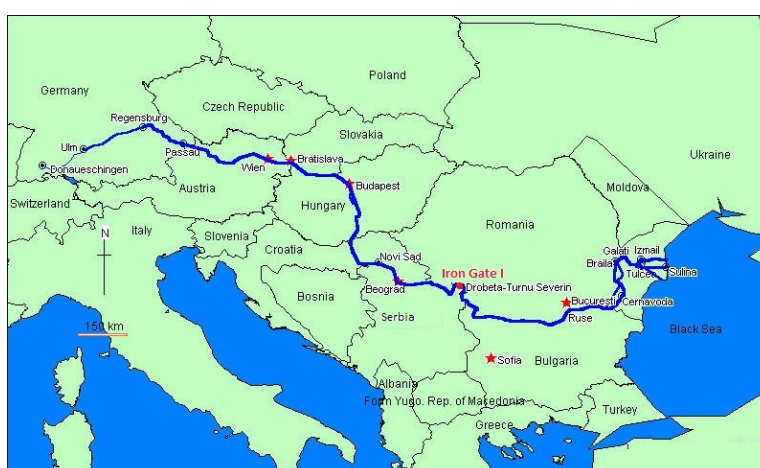 Poland
Germany
Czech Republic
Regensburg
Slovakia
Ulm
Passau
Ukraine
Wien
Bratislava
Donaueschingen
Budapest
Austria
Moldova
Switzerland
Hungary
Romania
N
Italy
Slovenia
Croatia
Galati
Izmail
Novi Sad
Braila
Tulcea
Sulina
Iron Gate I
Beograd
Drobeta-Turnu Severin
Bosnia
București
Cernavoda
150 km
Serbia
Ruse
Black Sea
Sofia
Bulgaria
Albania
Form Yugo. Rep. of Macedonia
Turkey
Greece